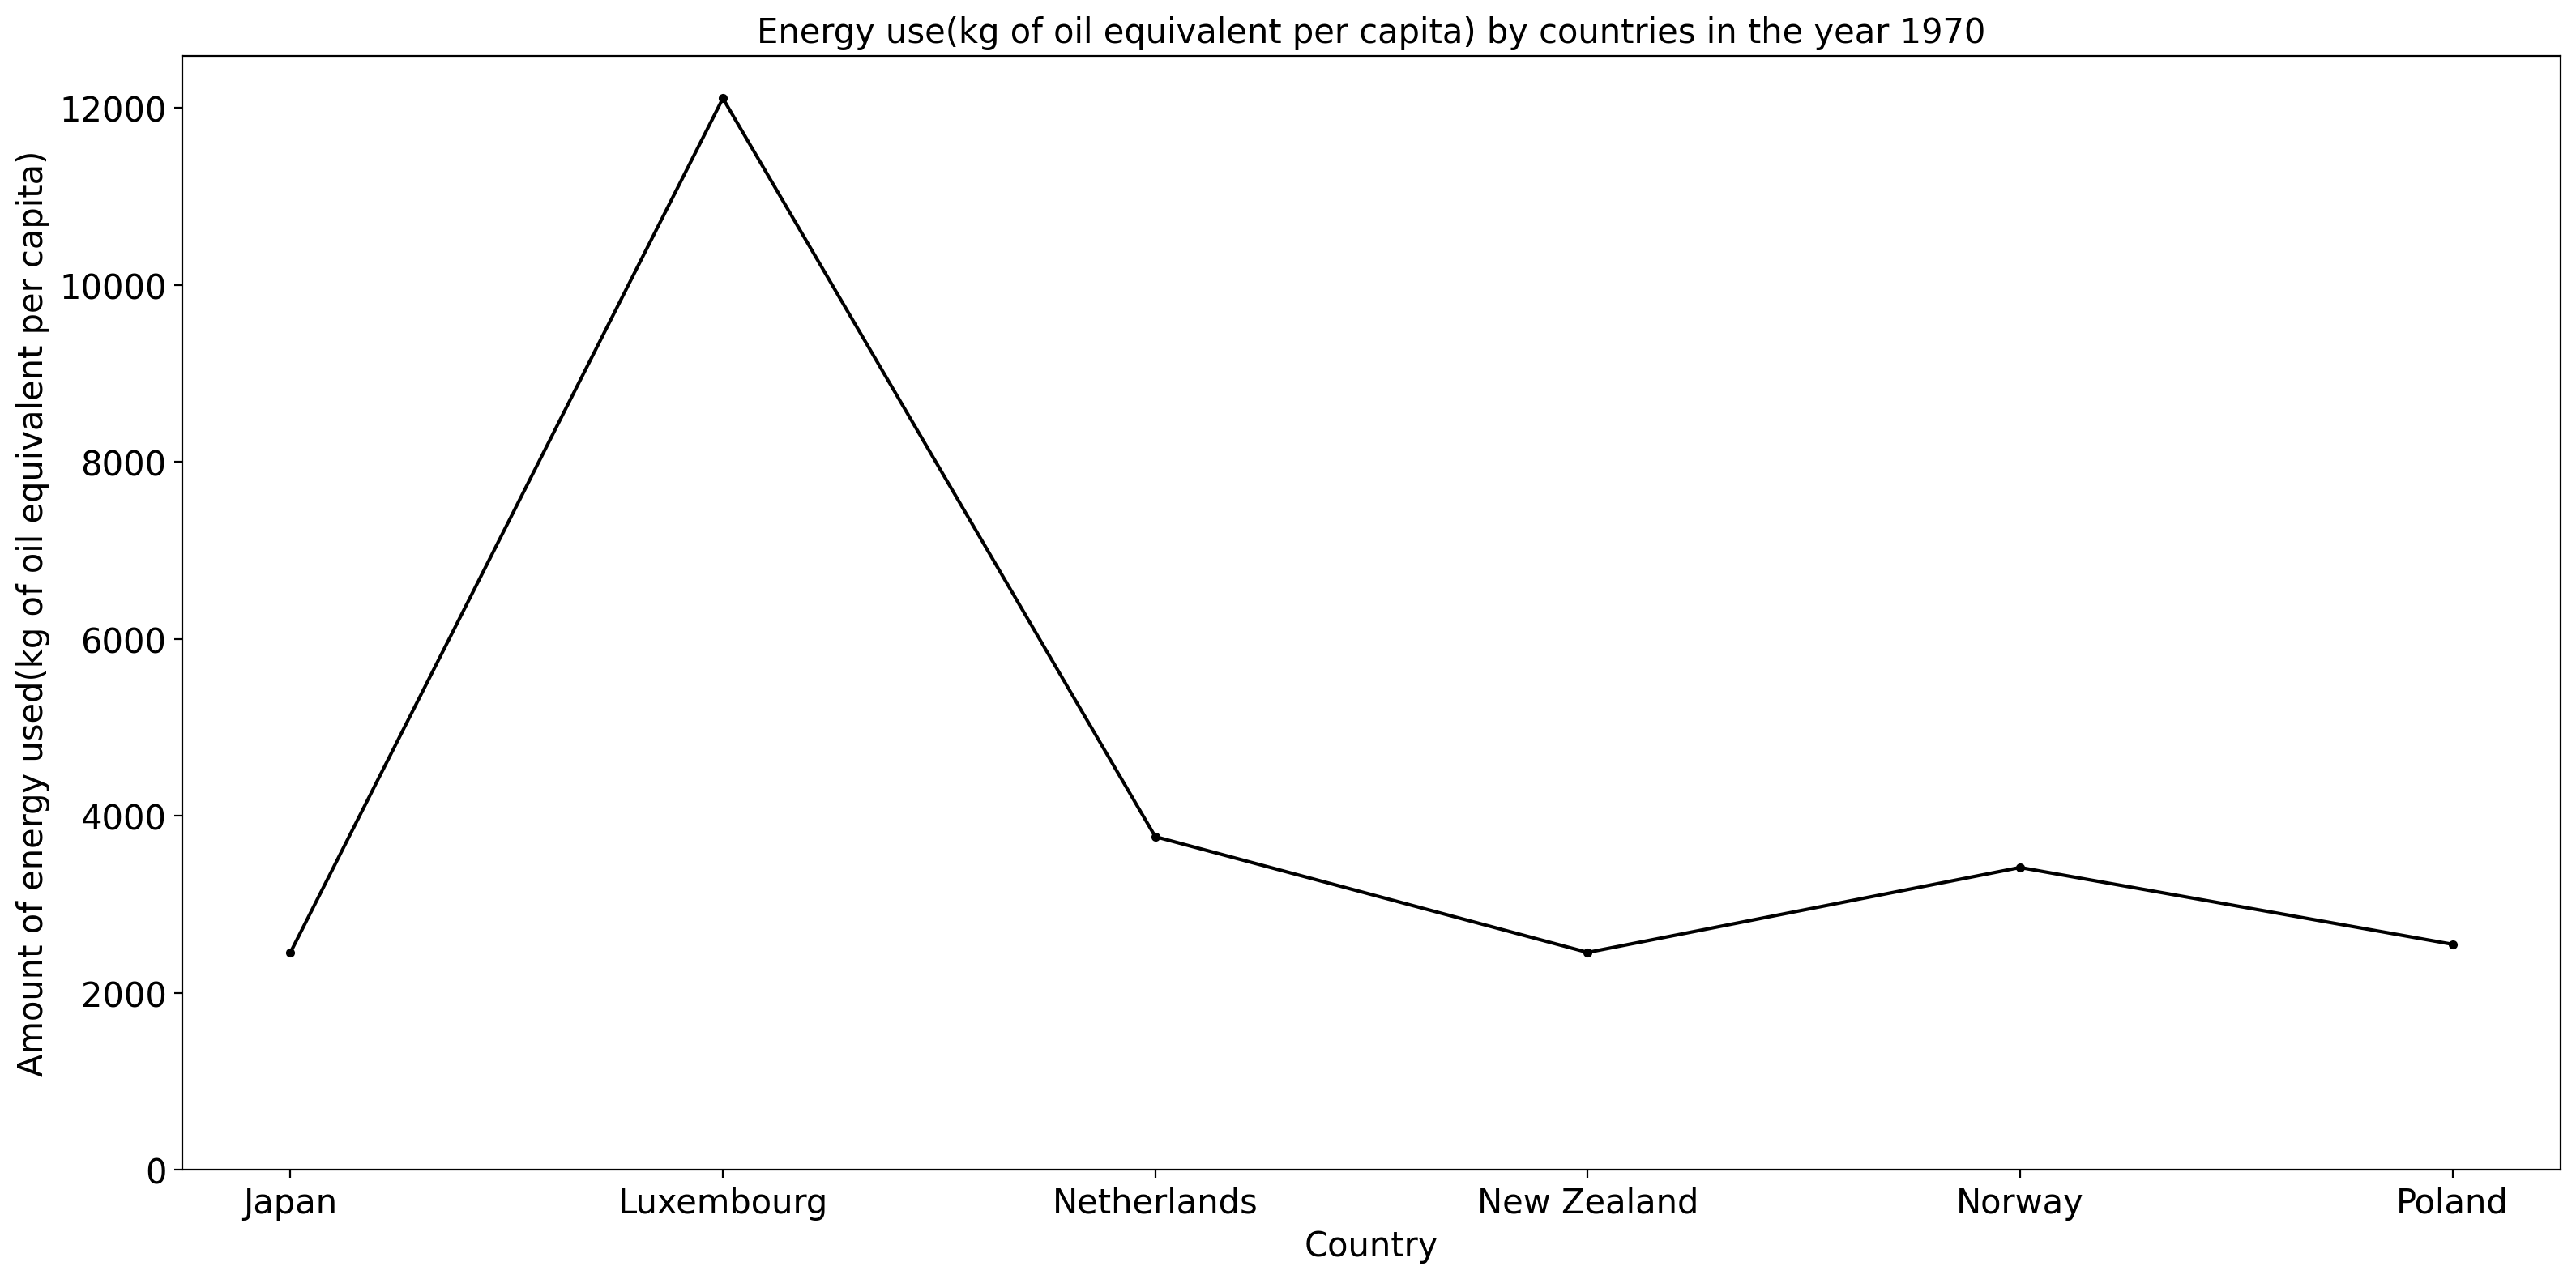 Energy use(kg of oil equivalent per capita) by countries in the year 1970
Amount of energy used(kg of oil equivalent per capita)
12000
10000
8000
6000
4000
2000
0
Japan
Luxembourg
Netherlands
New Zealand
Norway
Poland
Country